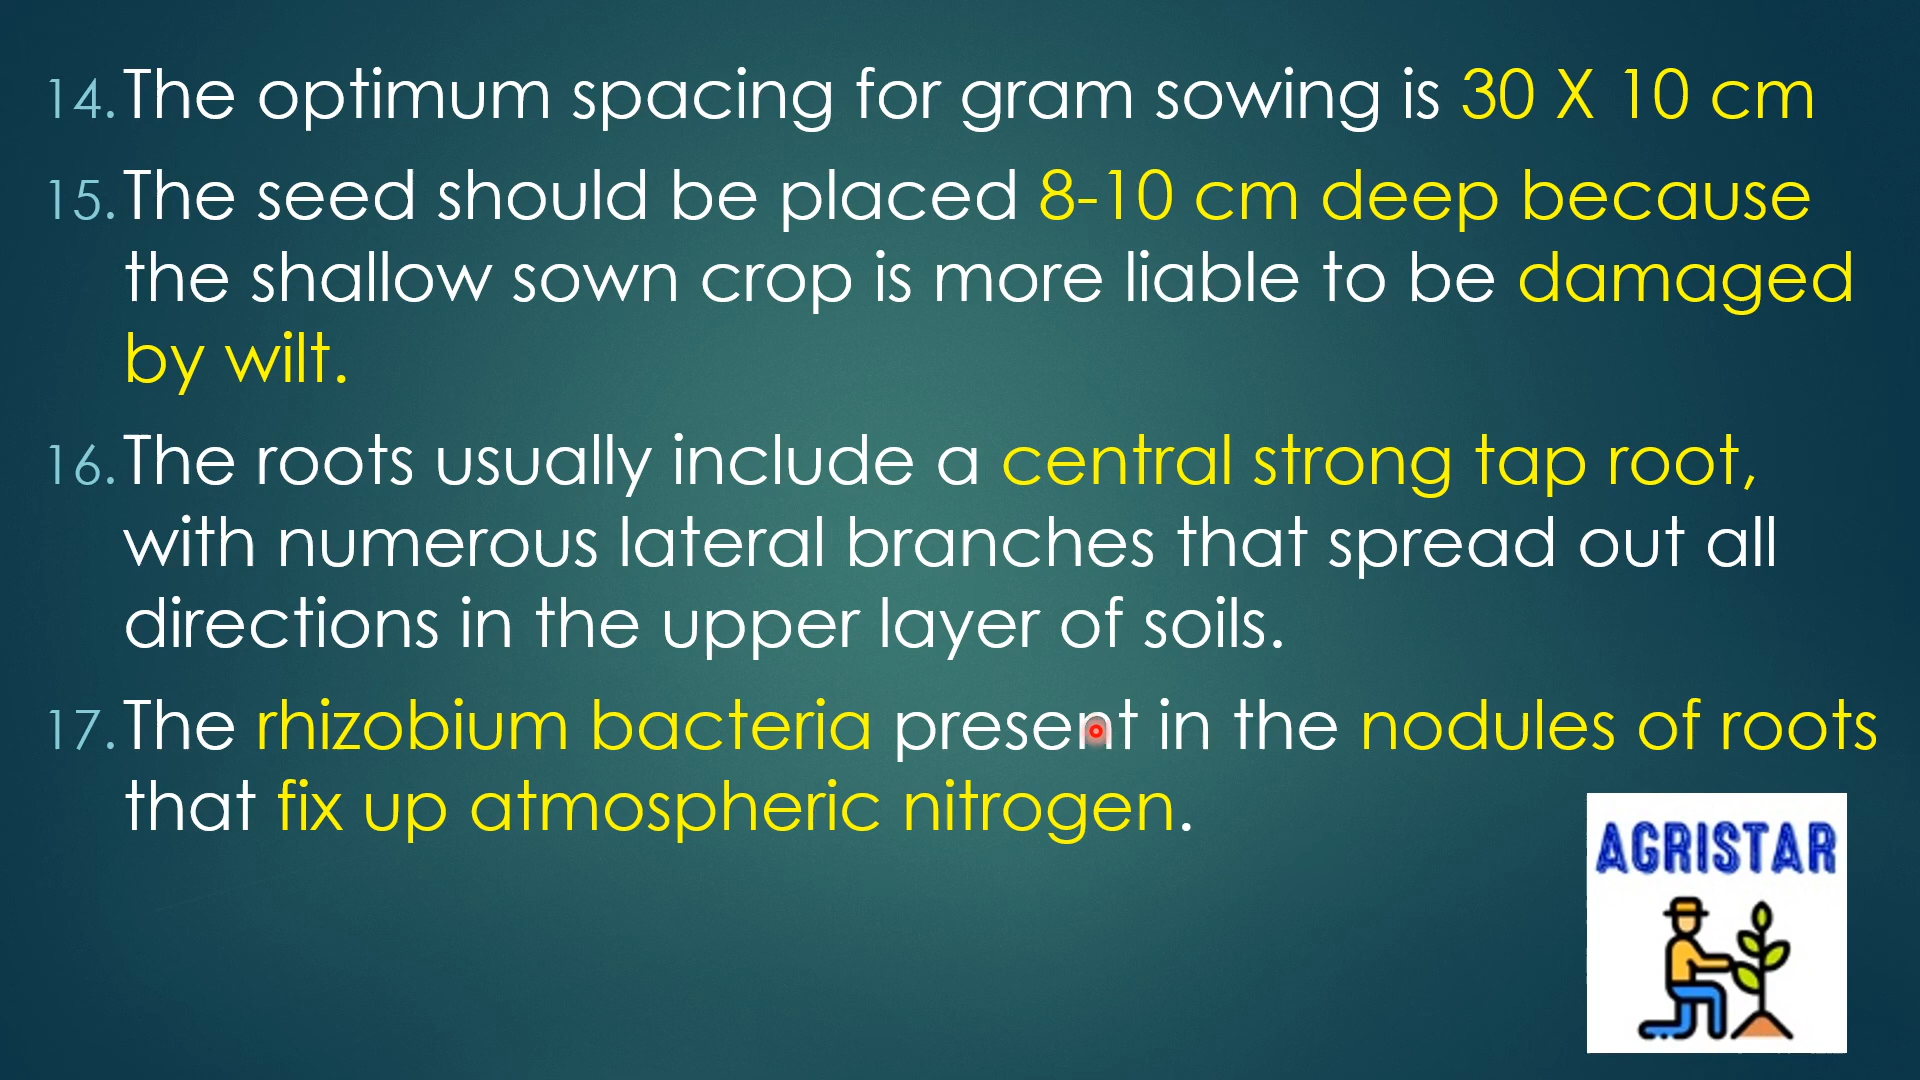 14. The optimum spacing for gram sowing is 30 X 10 cm
15. The seed should be placed 8-10 cm deep because
the shallow sown crop is more liable to be damaged
by wilt.
16. The roots usually include a central strong tap root,
with numerous lateral branches that spread out all
directions in the upper layer of soils.
17. The rhizobium bacteria present in the nodules of roots
that fix up atmospheric nitrogen.
AGRISTAR